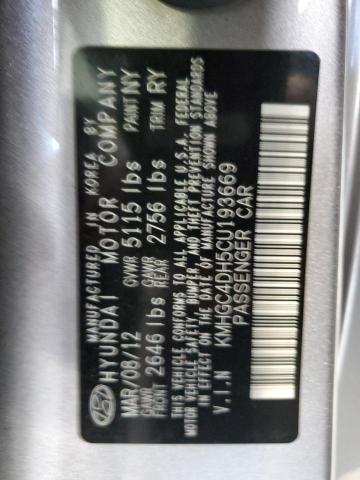 MANUFACTURED IN KOREA BY
HYUNDAI MOTOR COMPANY
MAR/08/12 GVWR 5115 lbs PAINT NY
GAWR FRONT 2646 lbs GAWR REAR 2756 lbs TRIM RY
THIS VEHICLE CONFORMS TO ALL APPLICABLE U.S.A. FEDERAL
MOTOR VEHICLE SAFETY, BUMPER, AND THEFT PREVENTION STANDARDS
IN EFFECT ON THE DATE OF MANUFACTURE SHOWN ABOVE
V.I.N KMHGC4DH5CU193669
PASSENGER CAR